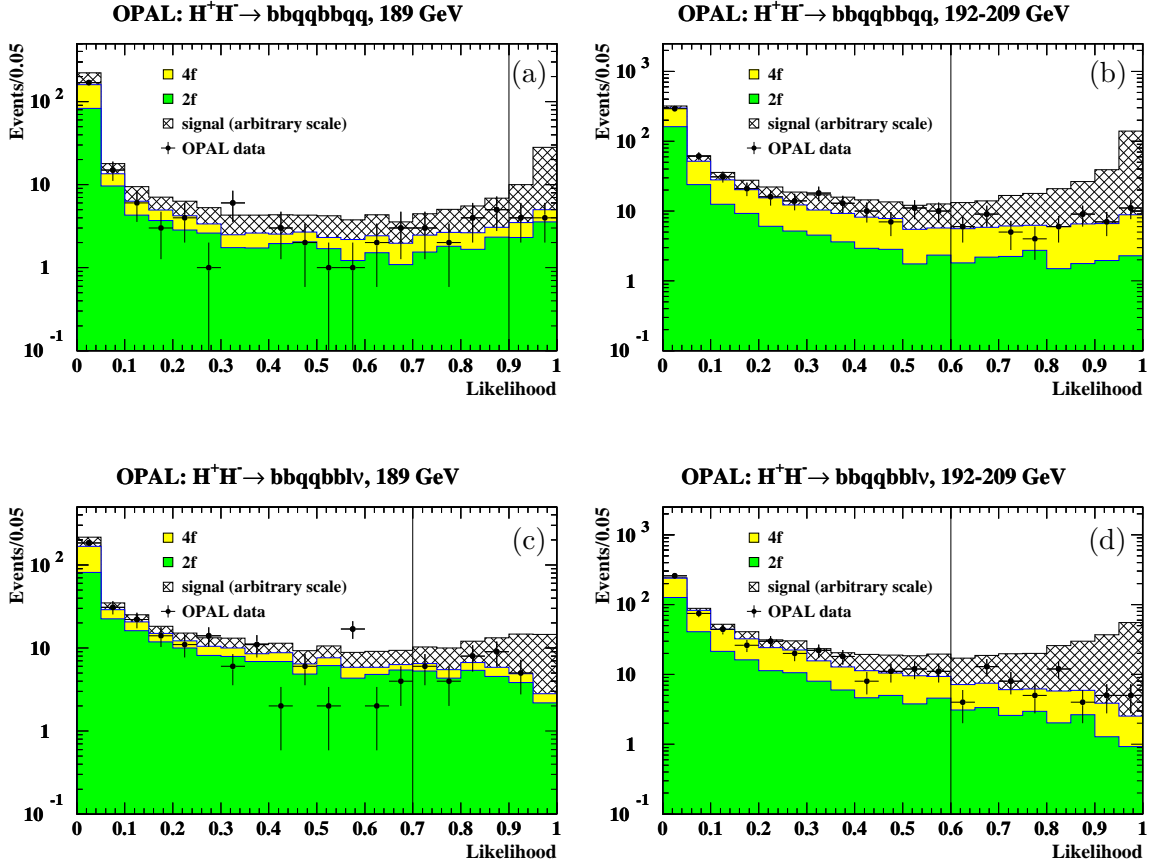 OPAL: H⁺H⁻→ bbqqbbqq, 189 GeV
Events/0.05
10²
10
1
10⁻¹
4f
2f
signal (arbitrary scale)
OPAL data
(a)
0 0.1 0.2 0.3 0.4 0.5 0.6 0.7 0.8 0.9 1
Likelihood
OPAL: H⁺H⁻→ bbqqbbqq, 192-209 GeV
Events/0.05
10³
10²
10
1
10⁻¹
4f
2f
signal (arbitrary scale)
OPAL data
(b)
0 0.1 0.2 0.3 0.4 0.5 0.6 0.7 0.8 0.9 1
Likelihood
OPAL: H⁺H⁻→ bbqqbblν, 189 GeV
Events/0.05
10²
10
1
10⁻¹
4f
2f
signal (arbitrary scale)
OPAL data
(c)
0 0.1 0.2 0.3 0.4 0.5 0.6 0.7 0.8 0.9 1
Likelihood
OPAL: H⁺H⁻→ bbqqbblν, 192-209 GeV
Events/0.05
10³
10²
10
1
10⁻¹
4f
2f
signal (arbitrary scale)
OPAL data
(d)
0 0.1 0.2 0.3 0.4 0.5 0.6 0.7 0.8 0.9 1
Likelihood